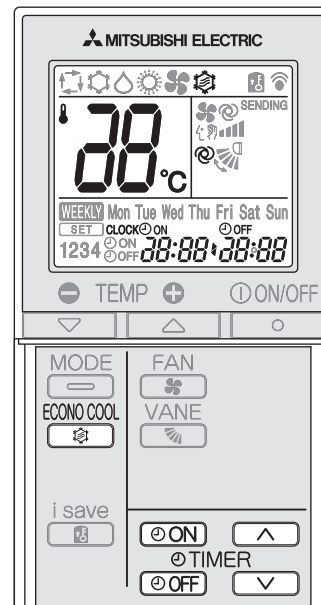 MITSUBISHI ELECTRIC
SENDING
88 °C
WEEKLY Mon Tue Wed Thu Fri Sat Sun
SET CLOCK ON OFF
1234 ON OFF 88:88 88:88
TEMP ON/OFF
MODE FAN
ECONO COOL VANE
i save
ON
TIMER
OFF